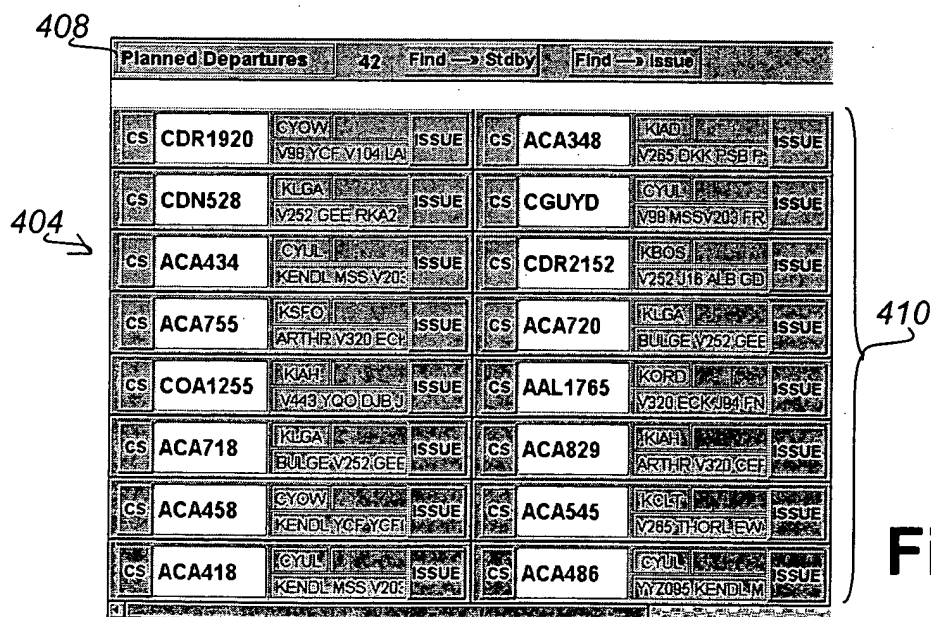 408
Planned Departures 42 Find → Stdby Find → Issue
CS CDR1920 CYOW V98 YCF V104 LAI ISSUE
CS ACA348 KIAD V265 DKK PSB P ISSUE
CS CDN528 KLGA V252 GEE RKA2 ISSUE
CS CGUYD CYUL V98 MSSV203 FR ISSUE
404
CS ACA434 CYUL KENDL MSS V20 ISSUE
CS CDR2152 KBOS V252 J16 ALB GD ISSUE
CS ACA755 KSFO ARTHR V320 ECK ISSUE
CS ACA720 KLGA BULGE V252 GEE ISSUE
410
CS COA1255 KIAH V443 YQO DJB J ISSUE
CS AAL1765 KORD V320 ECK J94 FN ISSUE
CS ACA718 KLGA BULGE V252 GEE ISSUE
CS ACA829 KIAH ARTHR V320 CEF ISSUE
CS ACA458 CYOW KENDL YCF YCF ISSUE
CS ACA545 KCLT V265 THORL EW ISSUE
CS ACA418 CYUL KENDL MSS V20 ISSUE
CS ACA486 CYUL YYZ095 KENDL M ISSUE
Fi